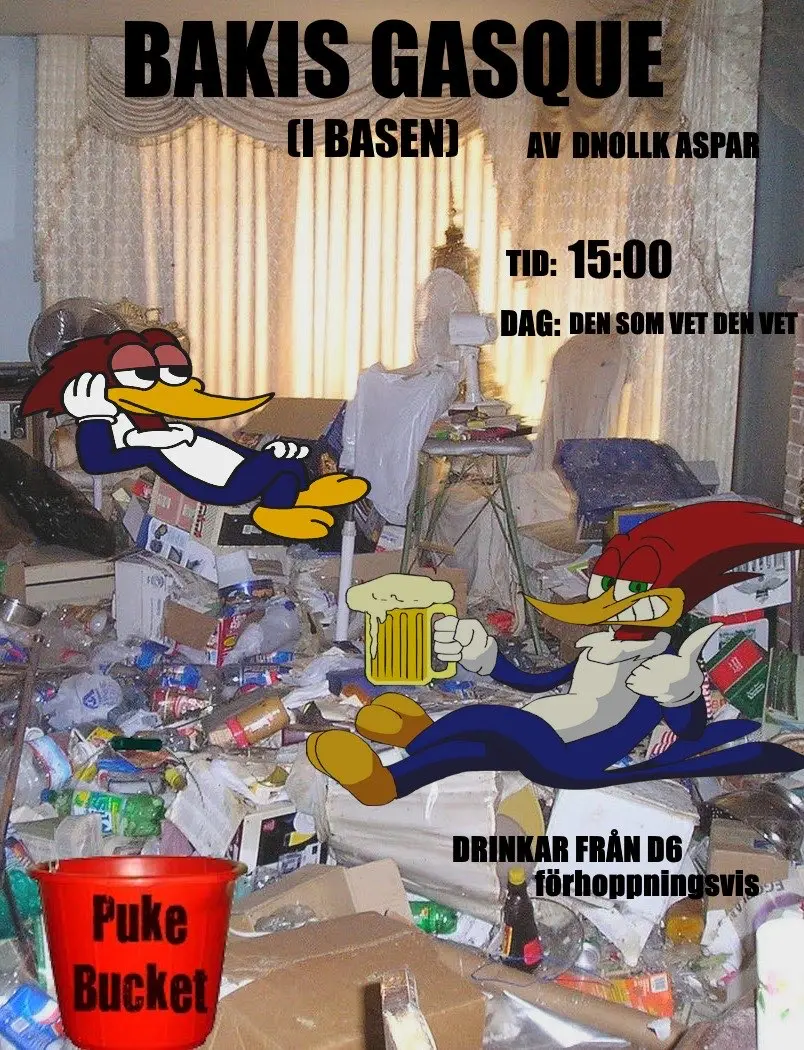 BAKIS GASQUE
(I BASEN)
AV DNOLLK ASPAR
TID: 15:00
DAG: DEN SOM VET DEN VET
DRINKAR FRÅN D6
förhoppningsvis
Puke
Bucket